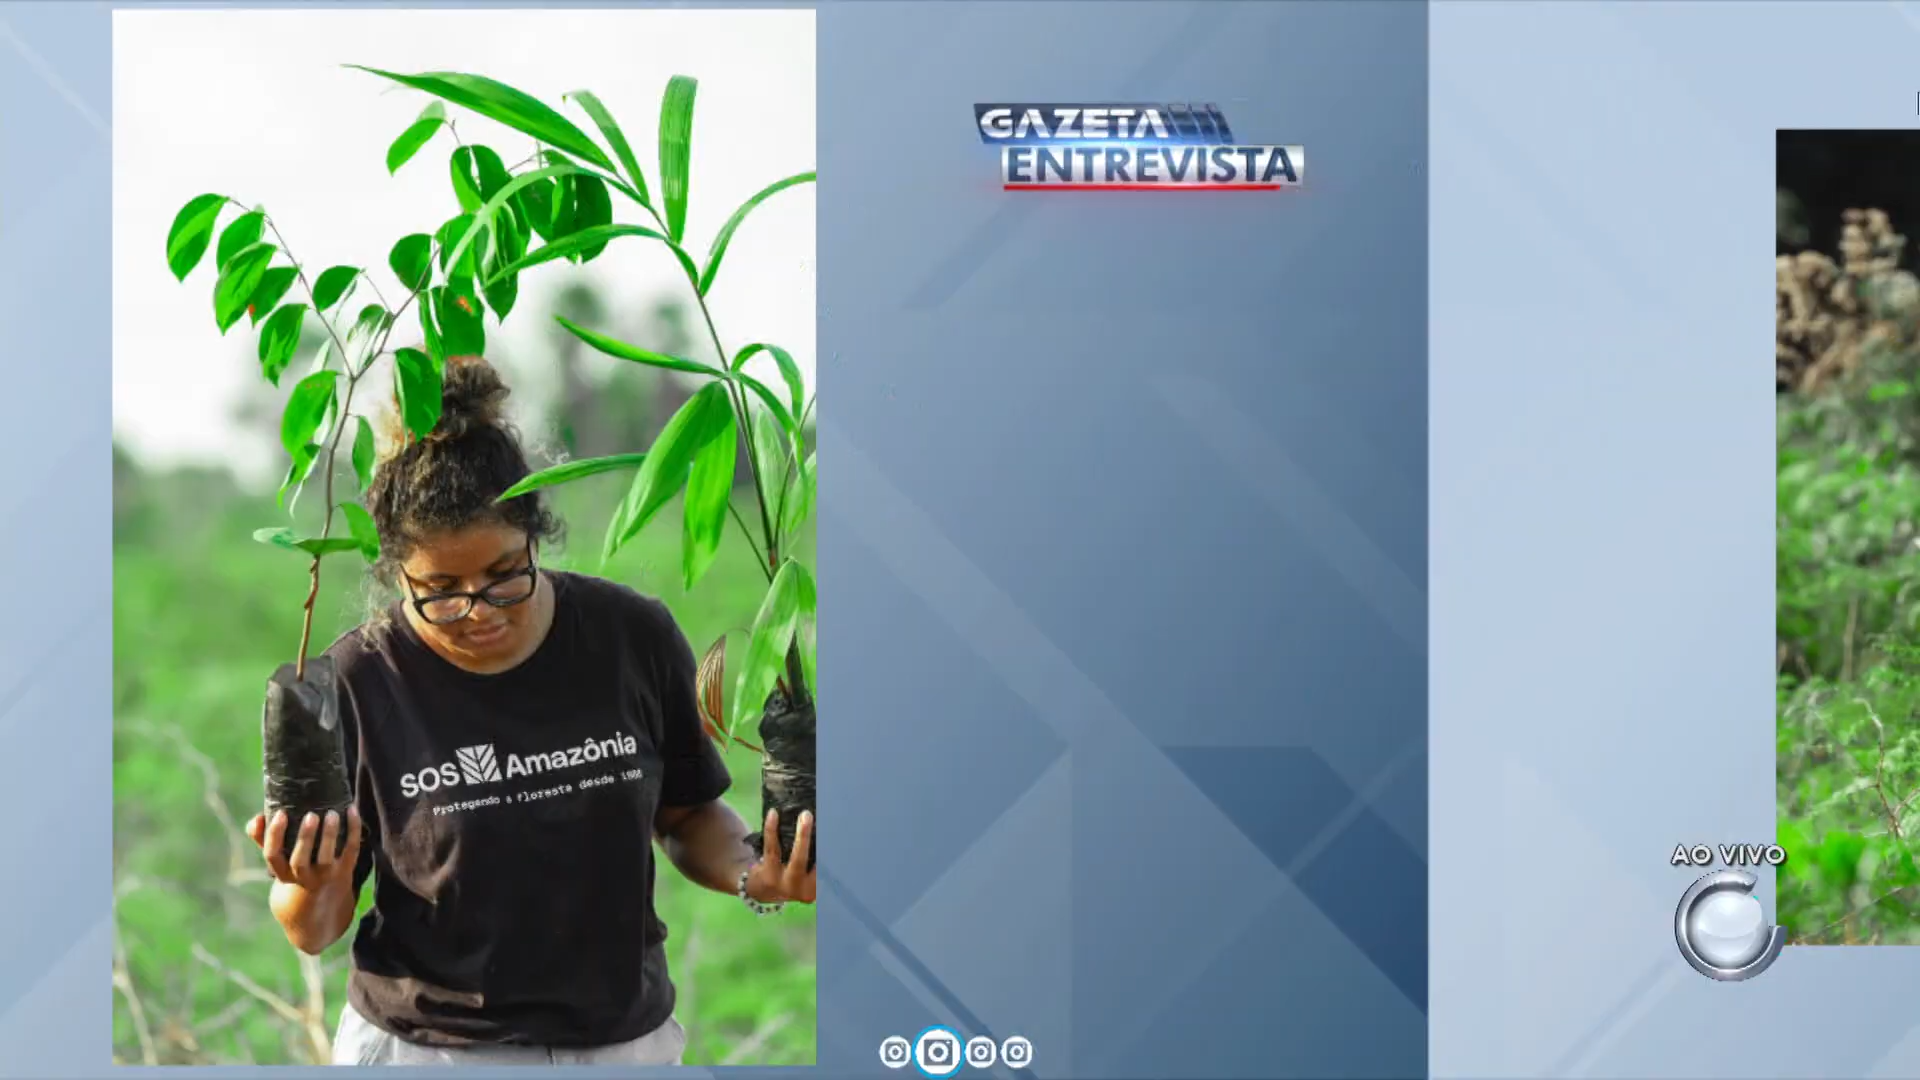 GAZETA
ENTREVISTA
SOS Amazônia
Protegendo a floresta desde 1988
AO VIVO